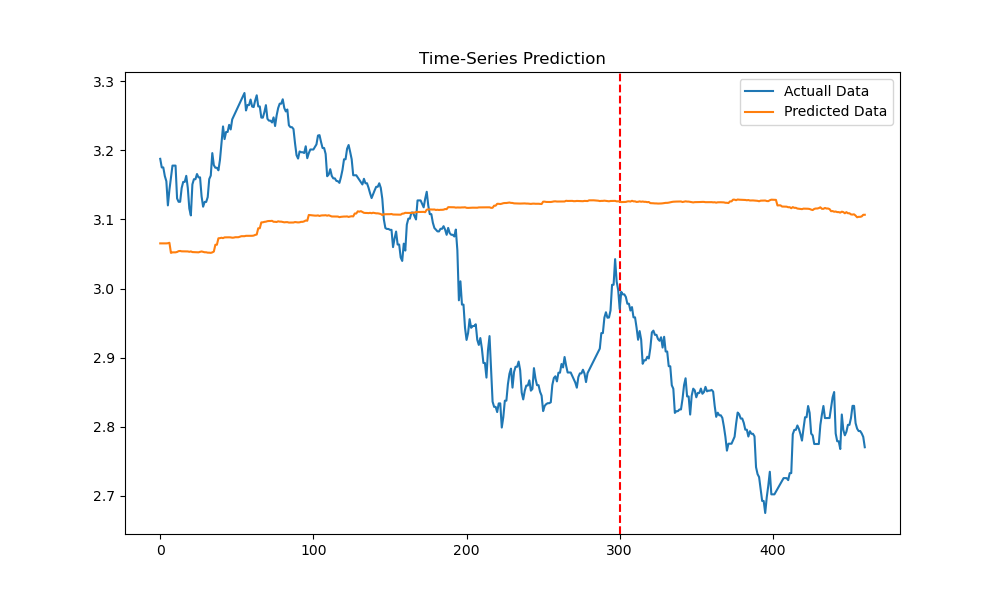 Time-Series Prediction
Actuall Data
Predicted Data
3.3
3.2
3.1
3.0
2.9
2.8
2.7
0 100 200 300 400